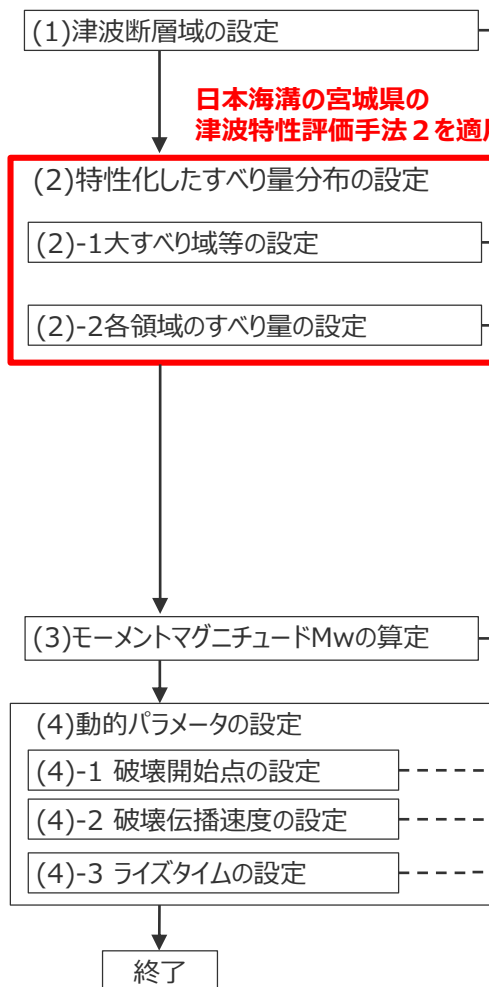 (1)津波断層域の設定
日本海溝の宮城県の
津波特性評価手法２を適用
(2)特性化したすべり量分布の設定
(2)-1大すべり域等の設定
(2)-2各領域のすべり量の設定
(3)モーメントマグニチュードMwの算定
(4)動的パラメータの設定
(4)-1 破壊開始点の設定
(4)-2 破壊伝播速度の設定
(4)-3 ライズタイムの設定
終了